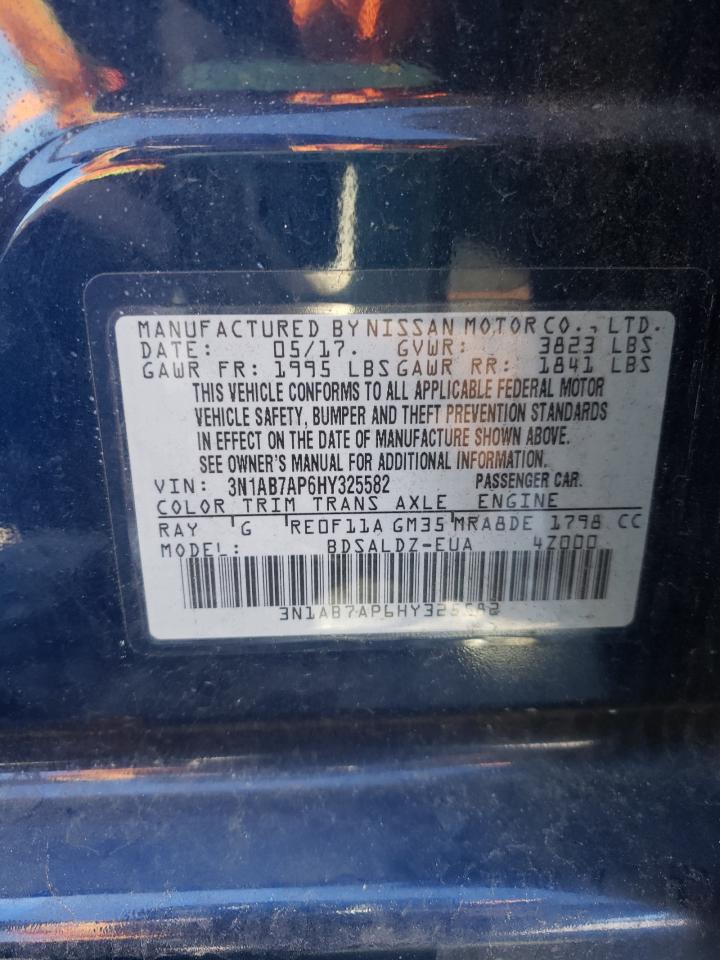 MANUFACTURED BY NISSAN MOTOR CO., LTD.
DATE: 05/17. GVWR: 3823 LBS
GAWR FR: 1995 LBS GAWR RR: 1841 LBS
THIS VEHICLE CONFORMS TO ALL APPLICABLE FEDERAL MOTOR
VEHICLE SAFETY, BUMPER AND THEFT PREVENTION STANDARDS
IN EFFECT ON THE DATE OF MANUFACTURE SHOWN ABOVE.
SEE OWNER'S MANUAL FOR ADDITIONAL INFORMATION.
VIN: 3N1AB7AP6HY325582 PASSENGER CAR.
COLOR TRIM TRANS AXLE ENGINE
RAY G RE0F11A GM35 MRA8DE 1798 CC
MODEL: BDSALDZ-EUA 4Z000
3N1AB7AP6HY325582